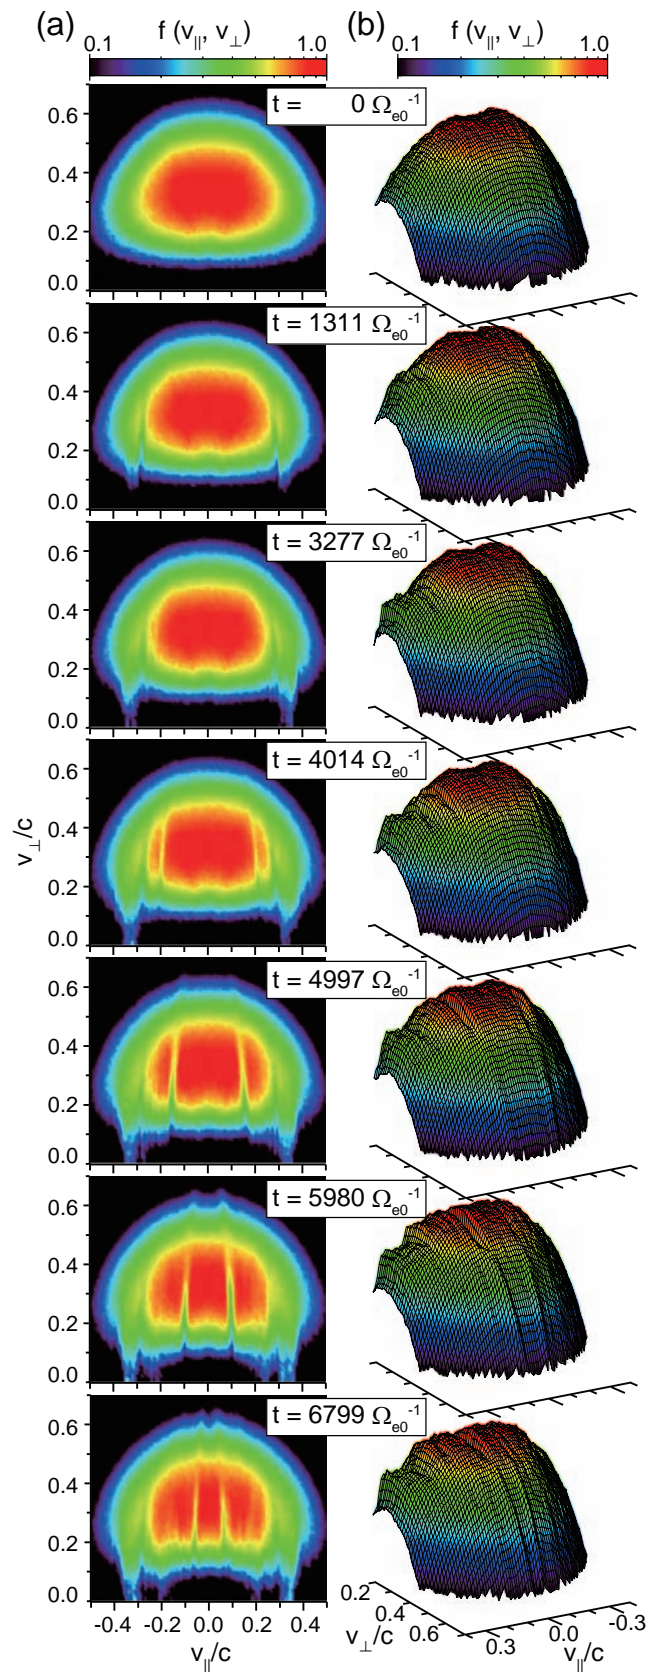 (a) (b)
f (v∥, v⊥) f (v∥, v⊥)
0.1 1.0 0.1 1.0
t = 0 Ωe0^-1
0.6
0.4
0.2
0.0
t = 1311 Ωe0^-1
0.6
0.4
0.2
0.0
t = 3277 Ωe0^-1
0.6
0.4
0.2
0.0
t = 4014 Ωe0^-1
0.6
0.4
0.2
0.0
v⊥/c
t = 4997 Ωe0^-1
0.6
0.4
0.2
0.0
t = 5980 Ωe0^-1
0.6
0.4
0.2
0.0
t = 6799 Ωe0^-1
0.6
0.4
0.2
0.0
-0.4 -0.2 0.0 0.2 0.4
v∥/c
0.2
0.4
0.6
v⊥/c
0.3 0.0 -0.3
v∥/c